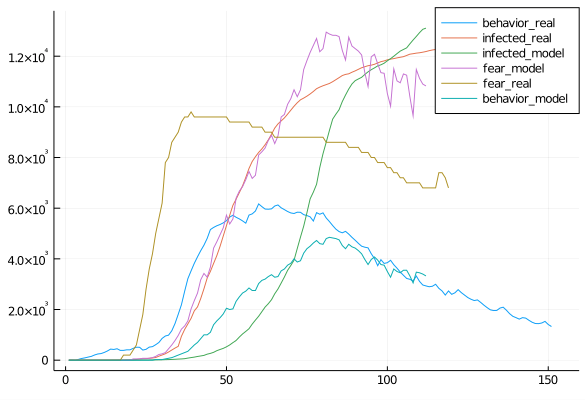 behavior_real
infected_real
infected_model
fear_model
fear_real
behavior_model
1.2×10⁴
1.0×10⁴
8.0×10³
6.0×10³
4.0×10³
2.0×10³
0
0 50 100 150